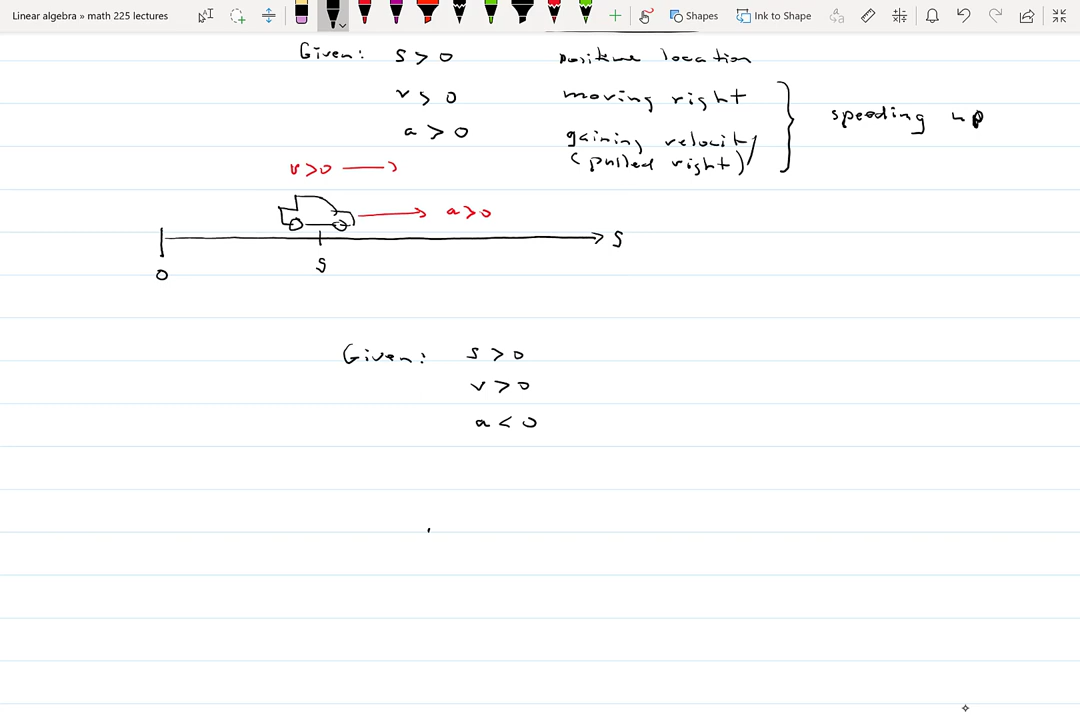 Linear algebra » math 225 lectures
Shapes
Ink to Shape
Given: s > 0 positive location
v > 0 moving right
a > 0 gaining velocity
(pulled right)
speeding up
v>0
a>0
s
0
s
Given: s > 0
v > 0
a < 0